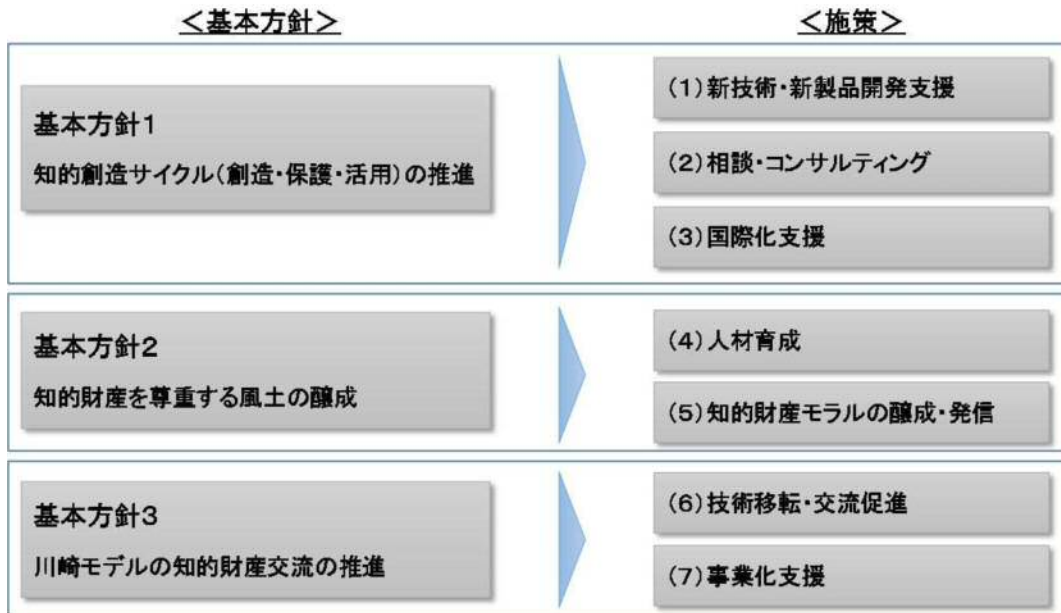 ＜基本方針＞
＜施策＞
基本方針１
知的創造サイクル（創造・保護・活用）の推進
（１）新技術・新製品開発支援
（２）相談・コンサルティング
（３）国際化支援
基本方針２
知的財産を尊重する風土の醸成
（４）人材育成
（５）知的財産モラルの醸成・発信
基本方針３
川崎モデルの知的財産交流の推進
（６）技術移転・交流促進
（７）事業化支援